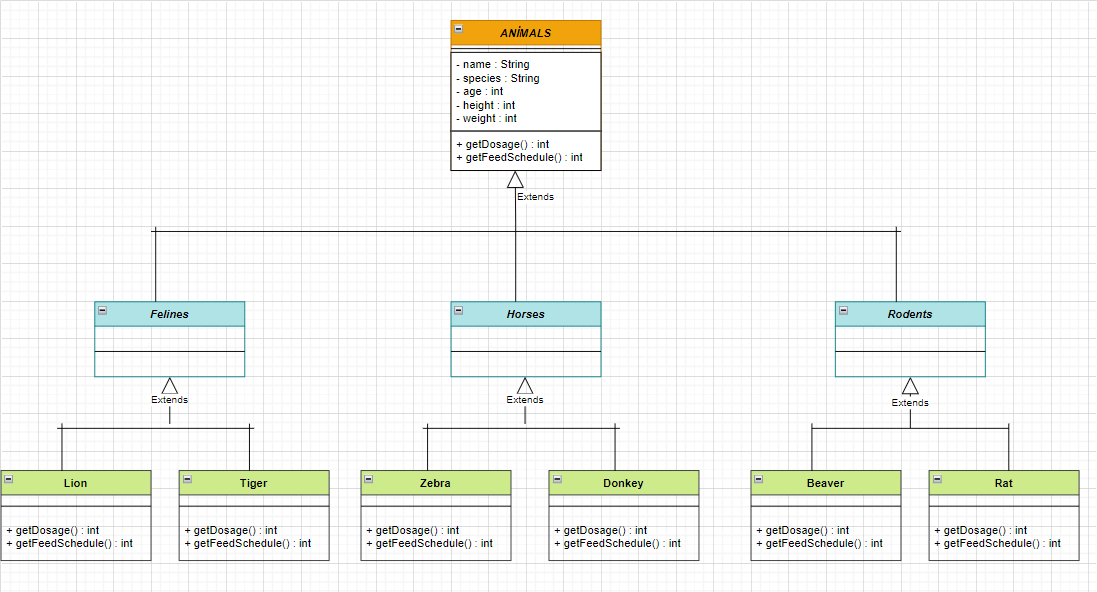 ANİMALS
- name : String
- species : String
- age : int
- height : int
- weight : int
+ getDosage() : int
+ getFeedSchedule() : int
Extends
Felines
Horses
Rodents
Extends
Extends
Extends
Lion
Tiger
Zebra
Donkey
Beaver
Rat
+ getDosage() : int
+ getFeedSchedule() : int
+ getDosage() : int
+ getFeedSchedule() : int
+ getDosage() : int
+ getFeedSchedule() : int
+ getDosage() : int
+ getFeedSchedule() : int
+ getDosage() : int
+ getFeedSchedule() : int
+ getDosage() : int
+ getFeedSchedule() : int